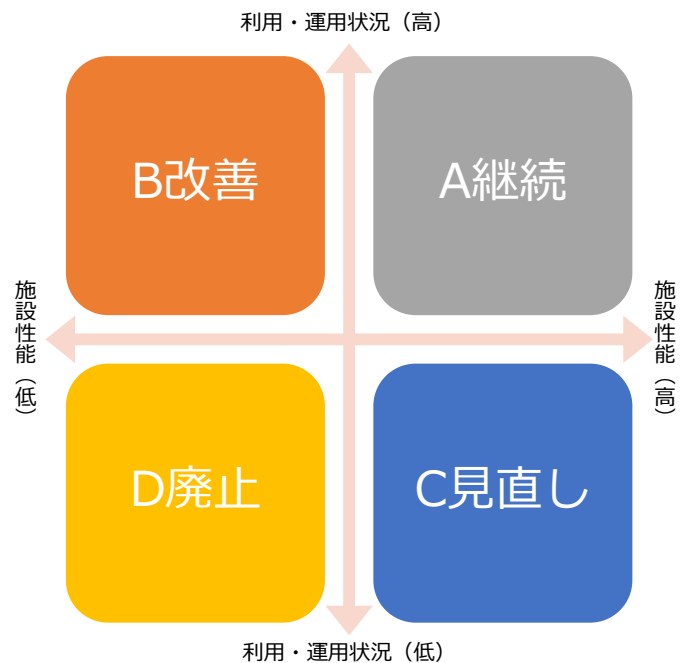 利用・運用状況（高）
B改善
A継続
施設性能（低）
施設性能（高）
D廃止
C見直し
利用・運用状況（低）